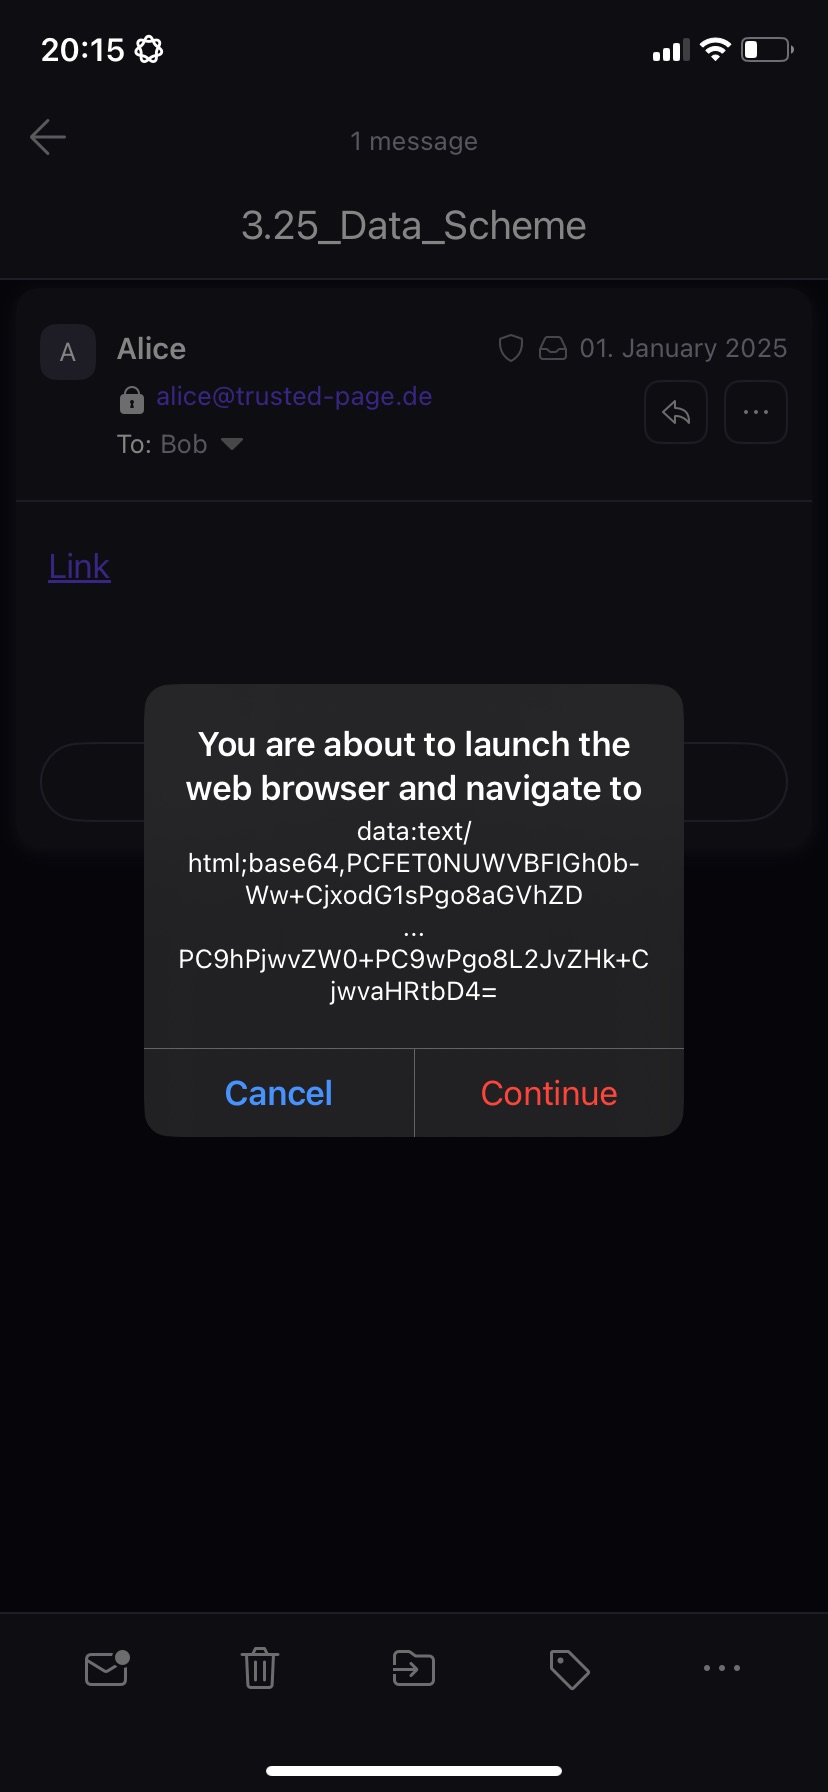 20:15
1 message
3.25_Data_Scheme
A
Alice
01. January 2025
alice@trusted-page.de
To: Bob
Link
You are about to launch the
web browser and navigate to
data:text/
html;base64,PCFET0NUWVBFIGh0b-
Ww+CjxodG1sPgo8aGVhZD
...
PC9hPjwvZW0+PC9wPgo8L2JvZHk+C
jwvaHRtbD4=
Cancel
Continue